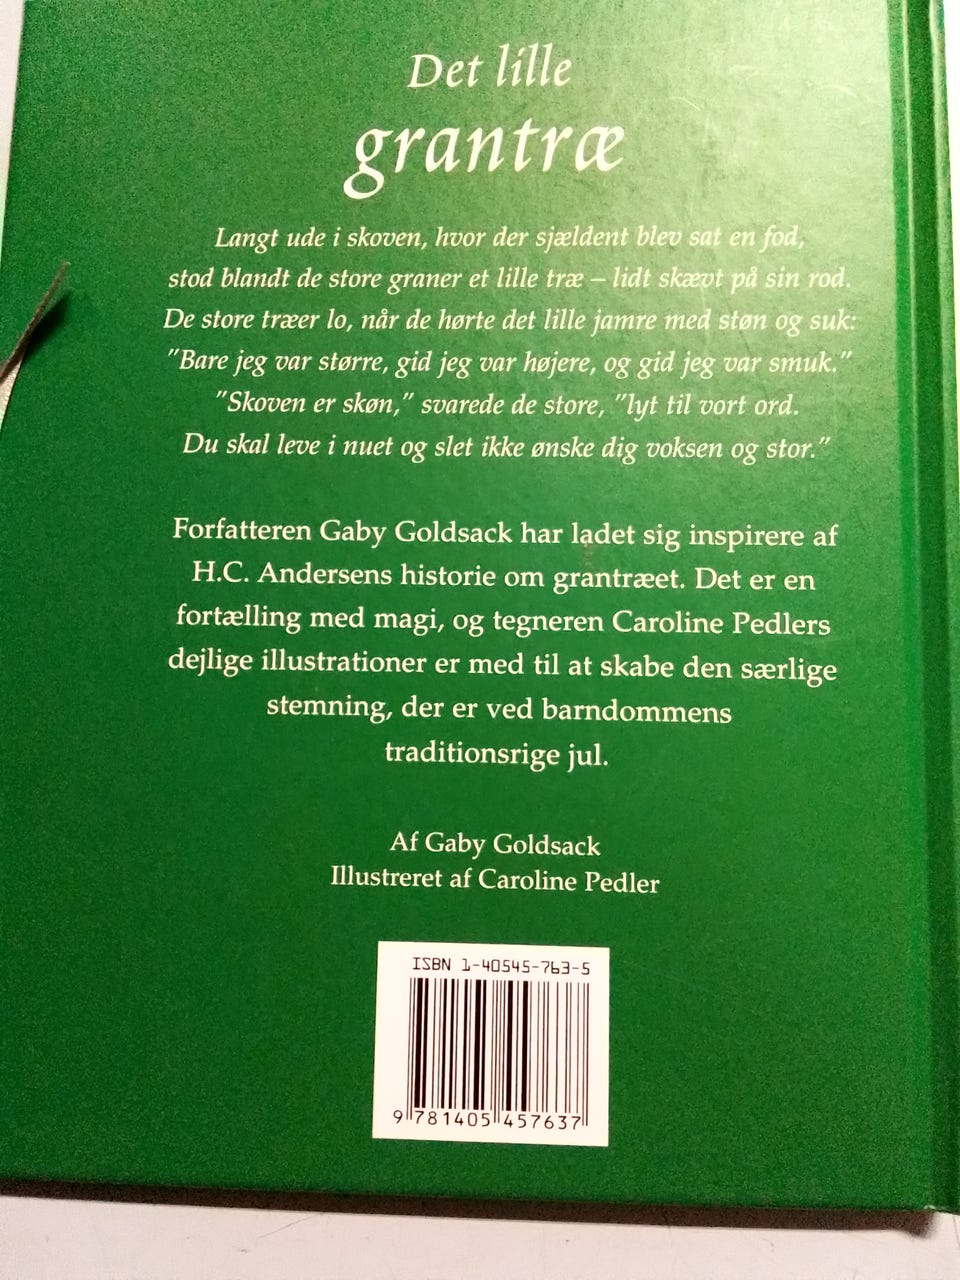 Det lille
grantræ
Langt ude i skoven, hvor der sjældent blev sat en fod,
stod blandt de store graner et lille træ – lidt skævt på sin rod.
De store træer lo, når de hørte det lille jamre med støn og suk:
”Bare jeg var større, gid jeg var højere, og gid jeg var smuk.”
”Skoven er skøn,” svarede de store, ”lyt til vort ord.
Du skal leve i nuet og slet ikke ønske dig voksen og stor.”
Forfatteren Gaby Goldsack har ladet sig inspirere af
H.C. Andersens historie om grantræet. Det er en
fortælling med magi, og tegneren Caroline Pedlers
dejlige illustrationer er med til at skabe den særlige
stemning, der er ved barndommens
traditionsrige jul.
Af Gaby Goldsack
Illustreret af Caroline Pedler
ISBN 1-40545-763-5
9 781405 457637